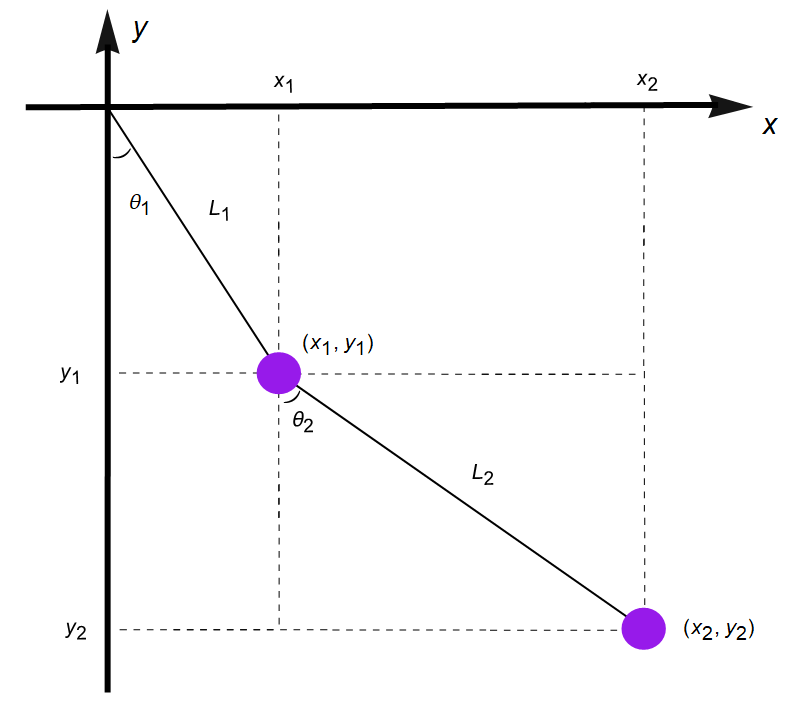 y
x₁
x₂
x
θ₁
L₁
(x₁, y₁)
y₁
θ₂
L₂
y₂
(x₂, y₂)